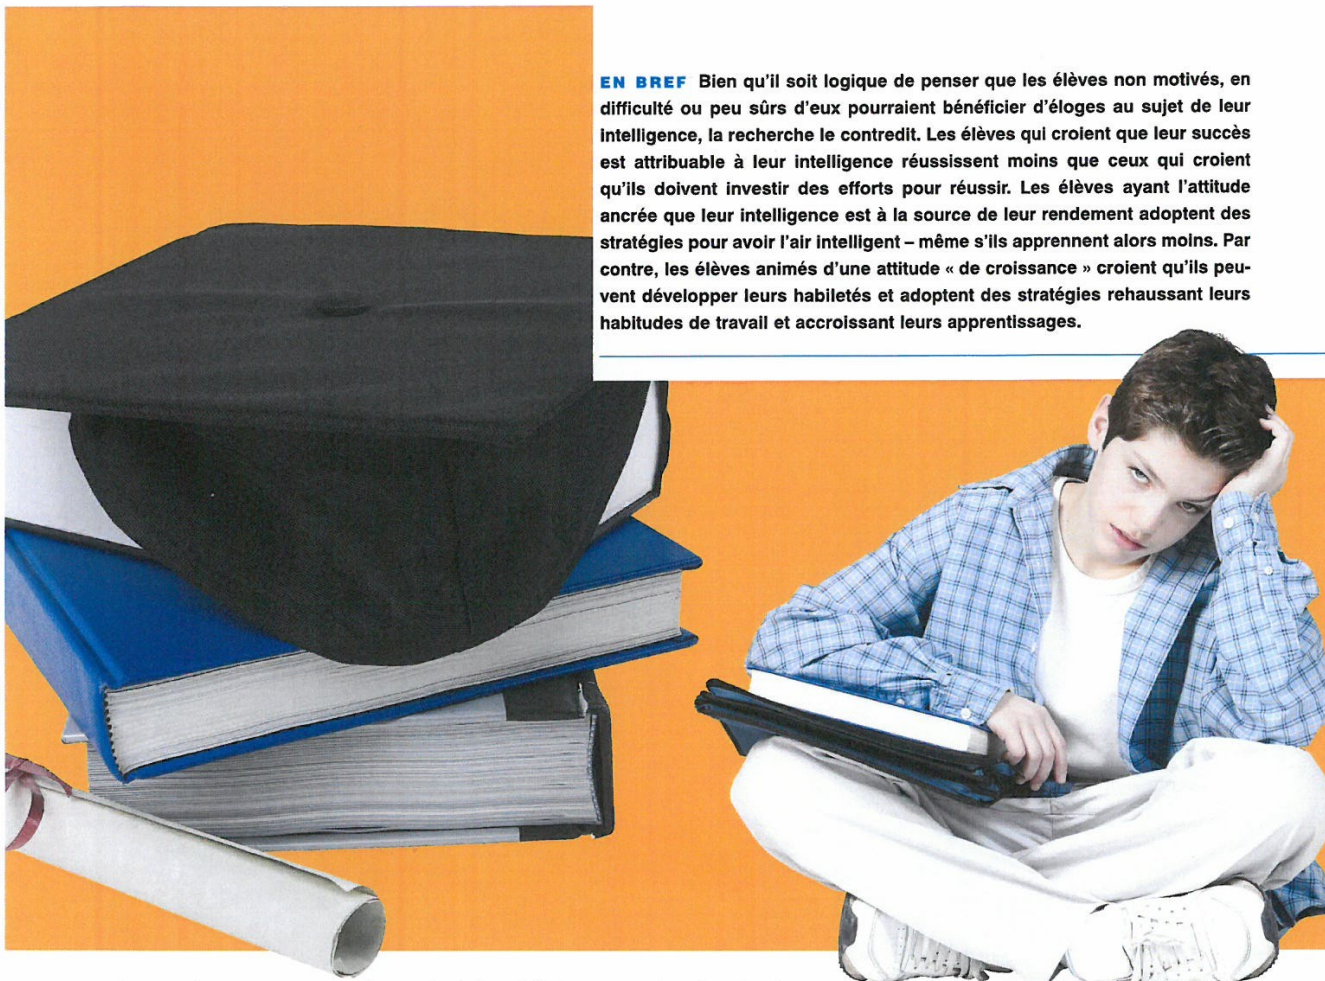 EN BREF Bien qu'il soit logique de penser que les élèves non motivés, en
difficulté ou peu sûrs d'eux pourraient bénéficier d'éloges au sujet de leur
intelligence, la recherche le contredit. Les élèves qui croient que leur succès
est attribuable à leur intelligence réussissent moins que ceux qui croient
qu'ils doivent investir des efforts pour réussir. Les élèves ayant l'attitude
ancrée que leur intelligence est à la source de leur rendement adoptent des
stratégies pour avoir l'air intelligent – même s'ils apprennent alors moins. Par
contre, les élèves animés d'une attitude « de croissance » croient qu'ils peu-
vent développer leurs habiletés et adoptent des stratégies rehaussant leurs
habitudes de travail et accroissant leurs apprentissages.